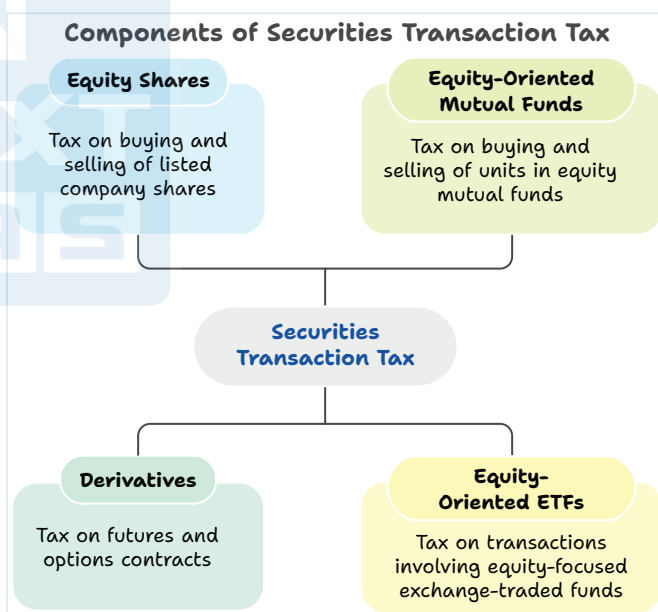 Components of Securities Transaction Tax
Equity Shares
Tax on buying and
selling of listed
company shares
Equity-Oriented
Mutual Funds
Tax on buying and
selling of units in equity
mutual funds
Securities
Transaction Tax
Derivatives
Tax on futures and
options contracts
Equity-
Oriented ETFs
Tax on transactions
involving equity-focused
exchange-traded funds